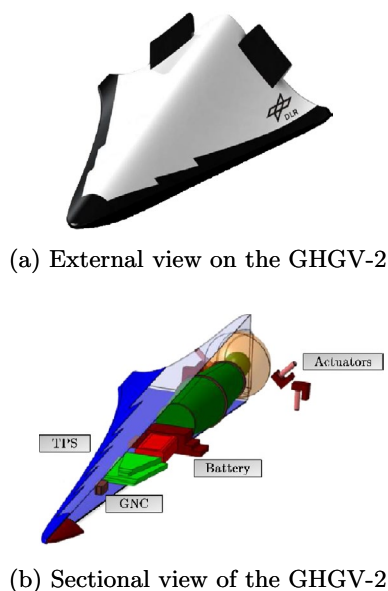 DLR
(a) External view on the GHGV-2
Actuators
TPS
Battery
GNC
(b) Sectional view of the GHGV-2